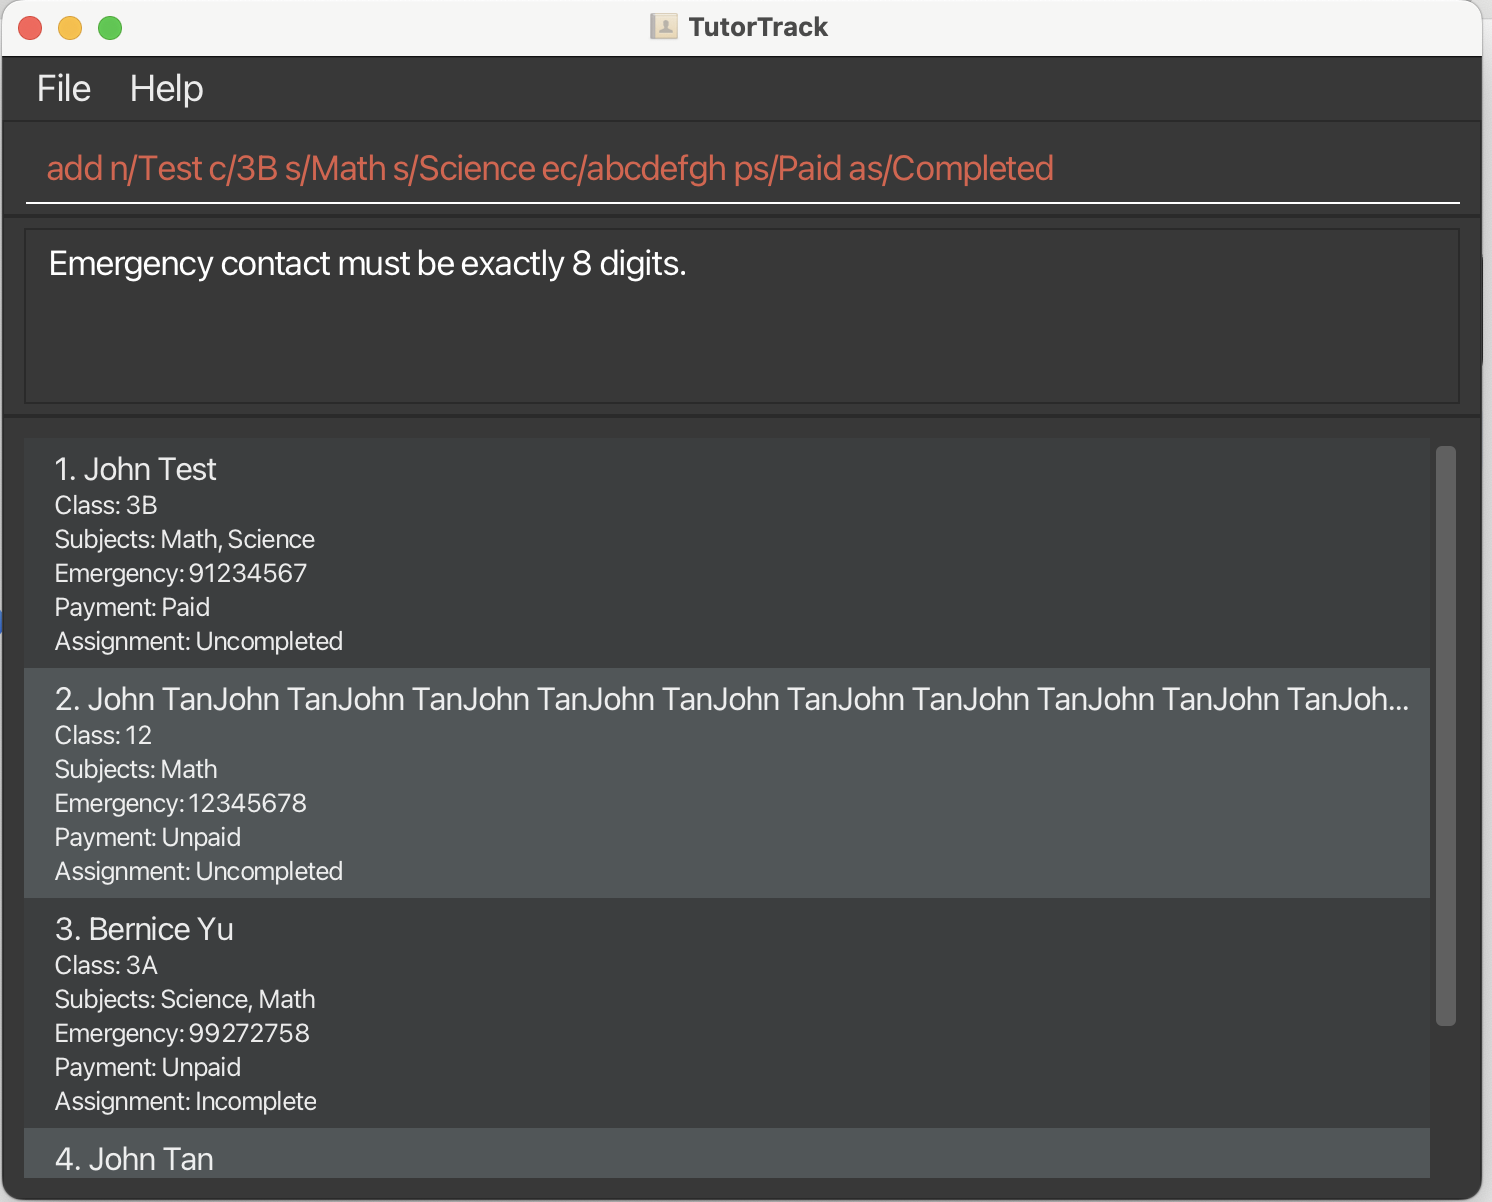 TutorTrack
File Help
add n/Test c/3B s/Math s/Science ec/abcdefgh ps/Paid as/Completed
Emergency contact must be exactly 8 digits.
1. John Test
Class: 3B
Subjects: Math, Science
Emergency: 91234567
Payment: Paid
Assignment: Uncompleted
2. John TanJohn TanJohn TanJohn TanJohn TanJohn TanJohn TanJohn TanJohn TanJohn TanJoh...
Class: 12
Subjects: Math
Emergency: 12345678
Payment: Unpaid
Assignment: Uncompleted
3. Bernice Yu
Class: 3A
Subjects: Science, Math
Emergency: 99272758
Payment: Unpaid
Assignment: Incomplete
4. John Tan